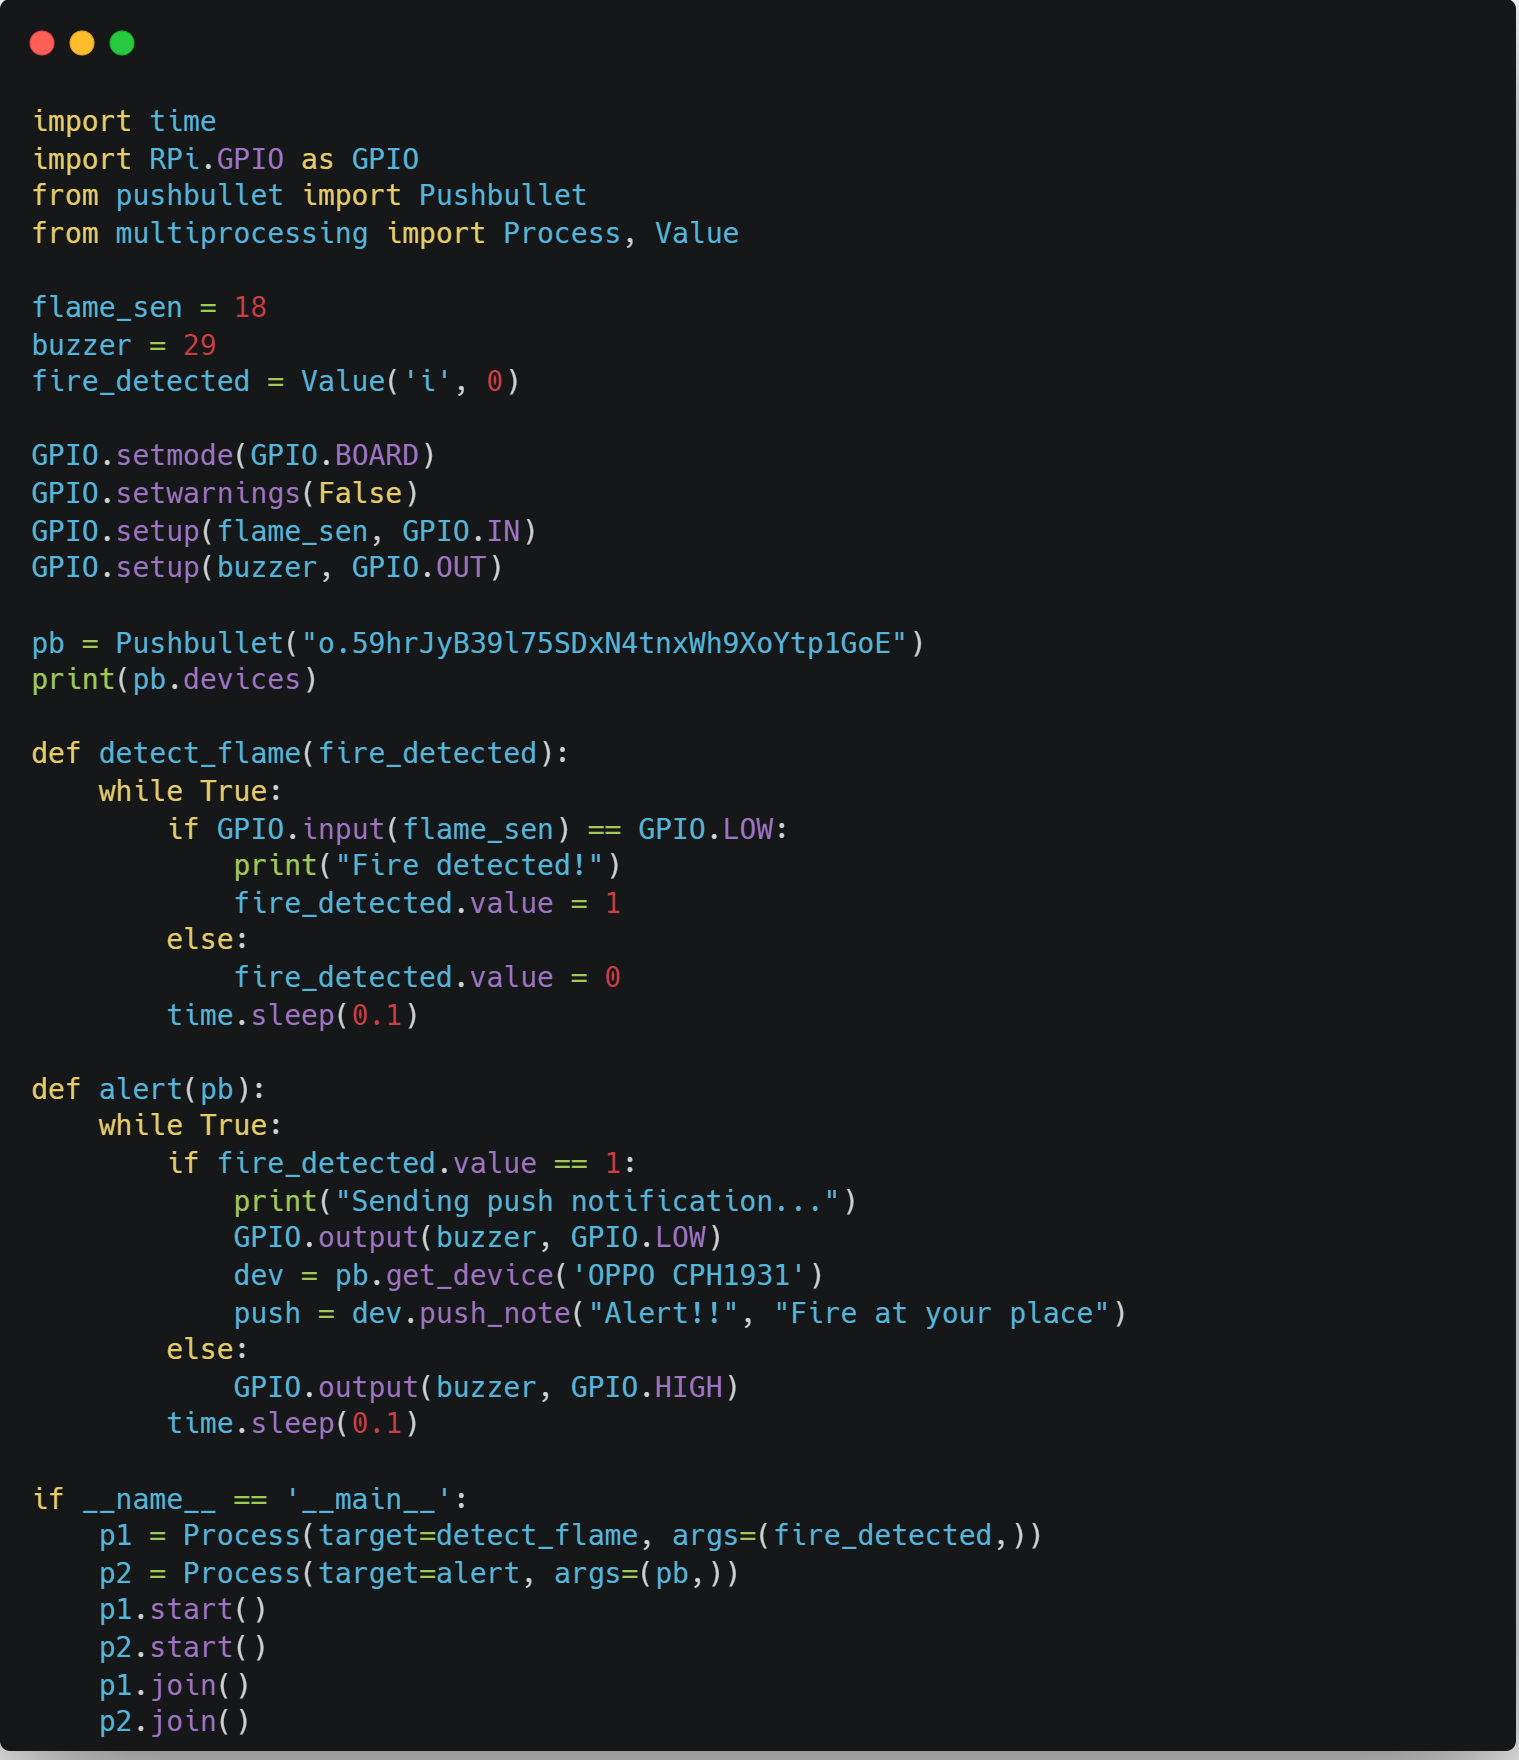 import time
import RPi.GPIO as GPIO
from pushbullet import Pushbullet
from multiprocessing import Process, Value

flame_sen = 18
buzzer = 29
fire_detected = Value('i', 0)

GPIO.setmode(GPIO.BOARD)
GPIO.setwarnings(False)
GPIO.setup(flame_sen, GPIO.IN)
GPIO.setup(buzzer, GPIO.OUT)

pb = Pushbullet("o.59hrJyB39l75SDxN4tnxWh9XoYtp1GoE")
print(pb.devices)

def detect_flame(fire_detected):
    while True:
        if GPIO.input(flame_sen) == GPIO.LOW:
            print("Fire detected!")
            fire_detected.value = 1
        else:
            fire_detected.value = 0
        time.sleep(0.1)

def alert(pb):
    while True:
        if fire_detected.value == 1:
            print("Sending push notification...")
            GPIO.output(buzzer, GPIO.LOW)
            dev = pb.get_device('OPPO CPH1931')
            push = dev.push_note("Alert!!", "Fire at your place")
        else:
            GPIO.output(buzzer, GPIO.HIGH)
        time.sleep(0.1)

if __name__ == '__main__':
    p1 = Process(target=detect_flame, args=(fire_detected,))
    p2 = Process(target=alert, args=(pb,))
    p1.start()
    p2.start()
    p1.join()
    p2.join()